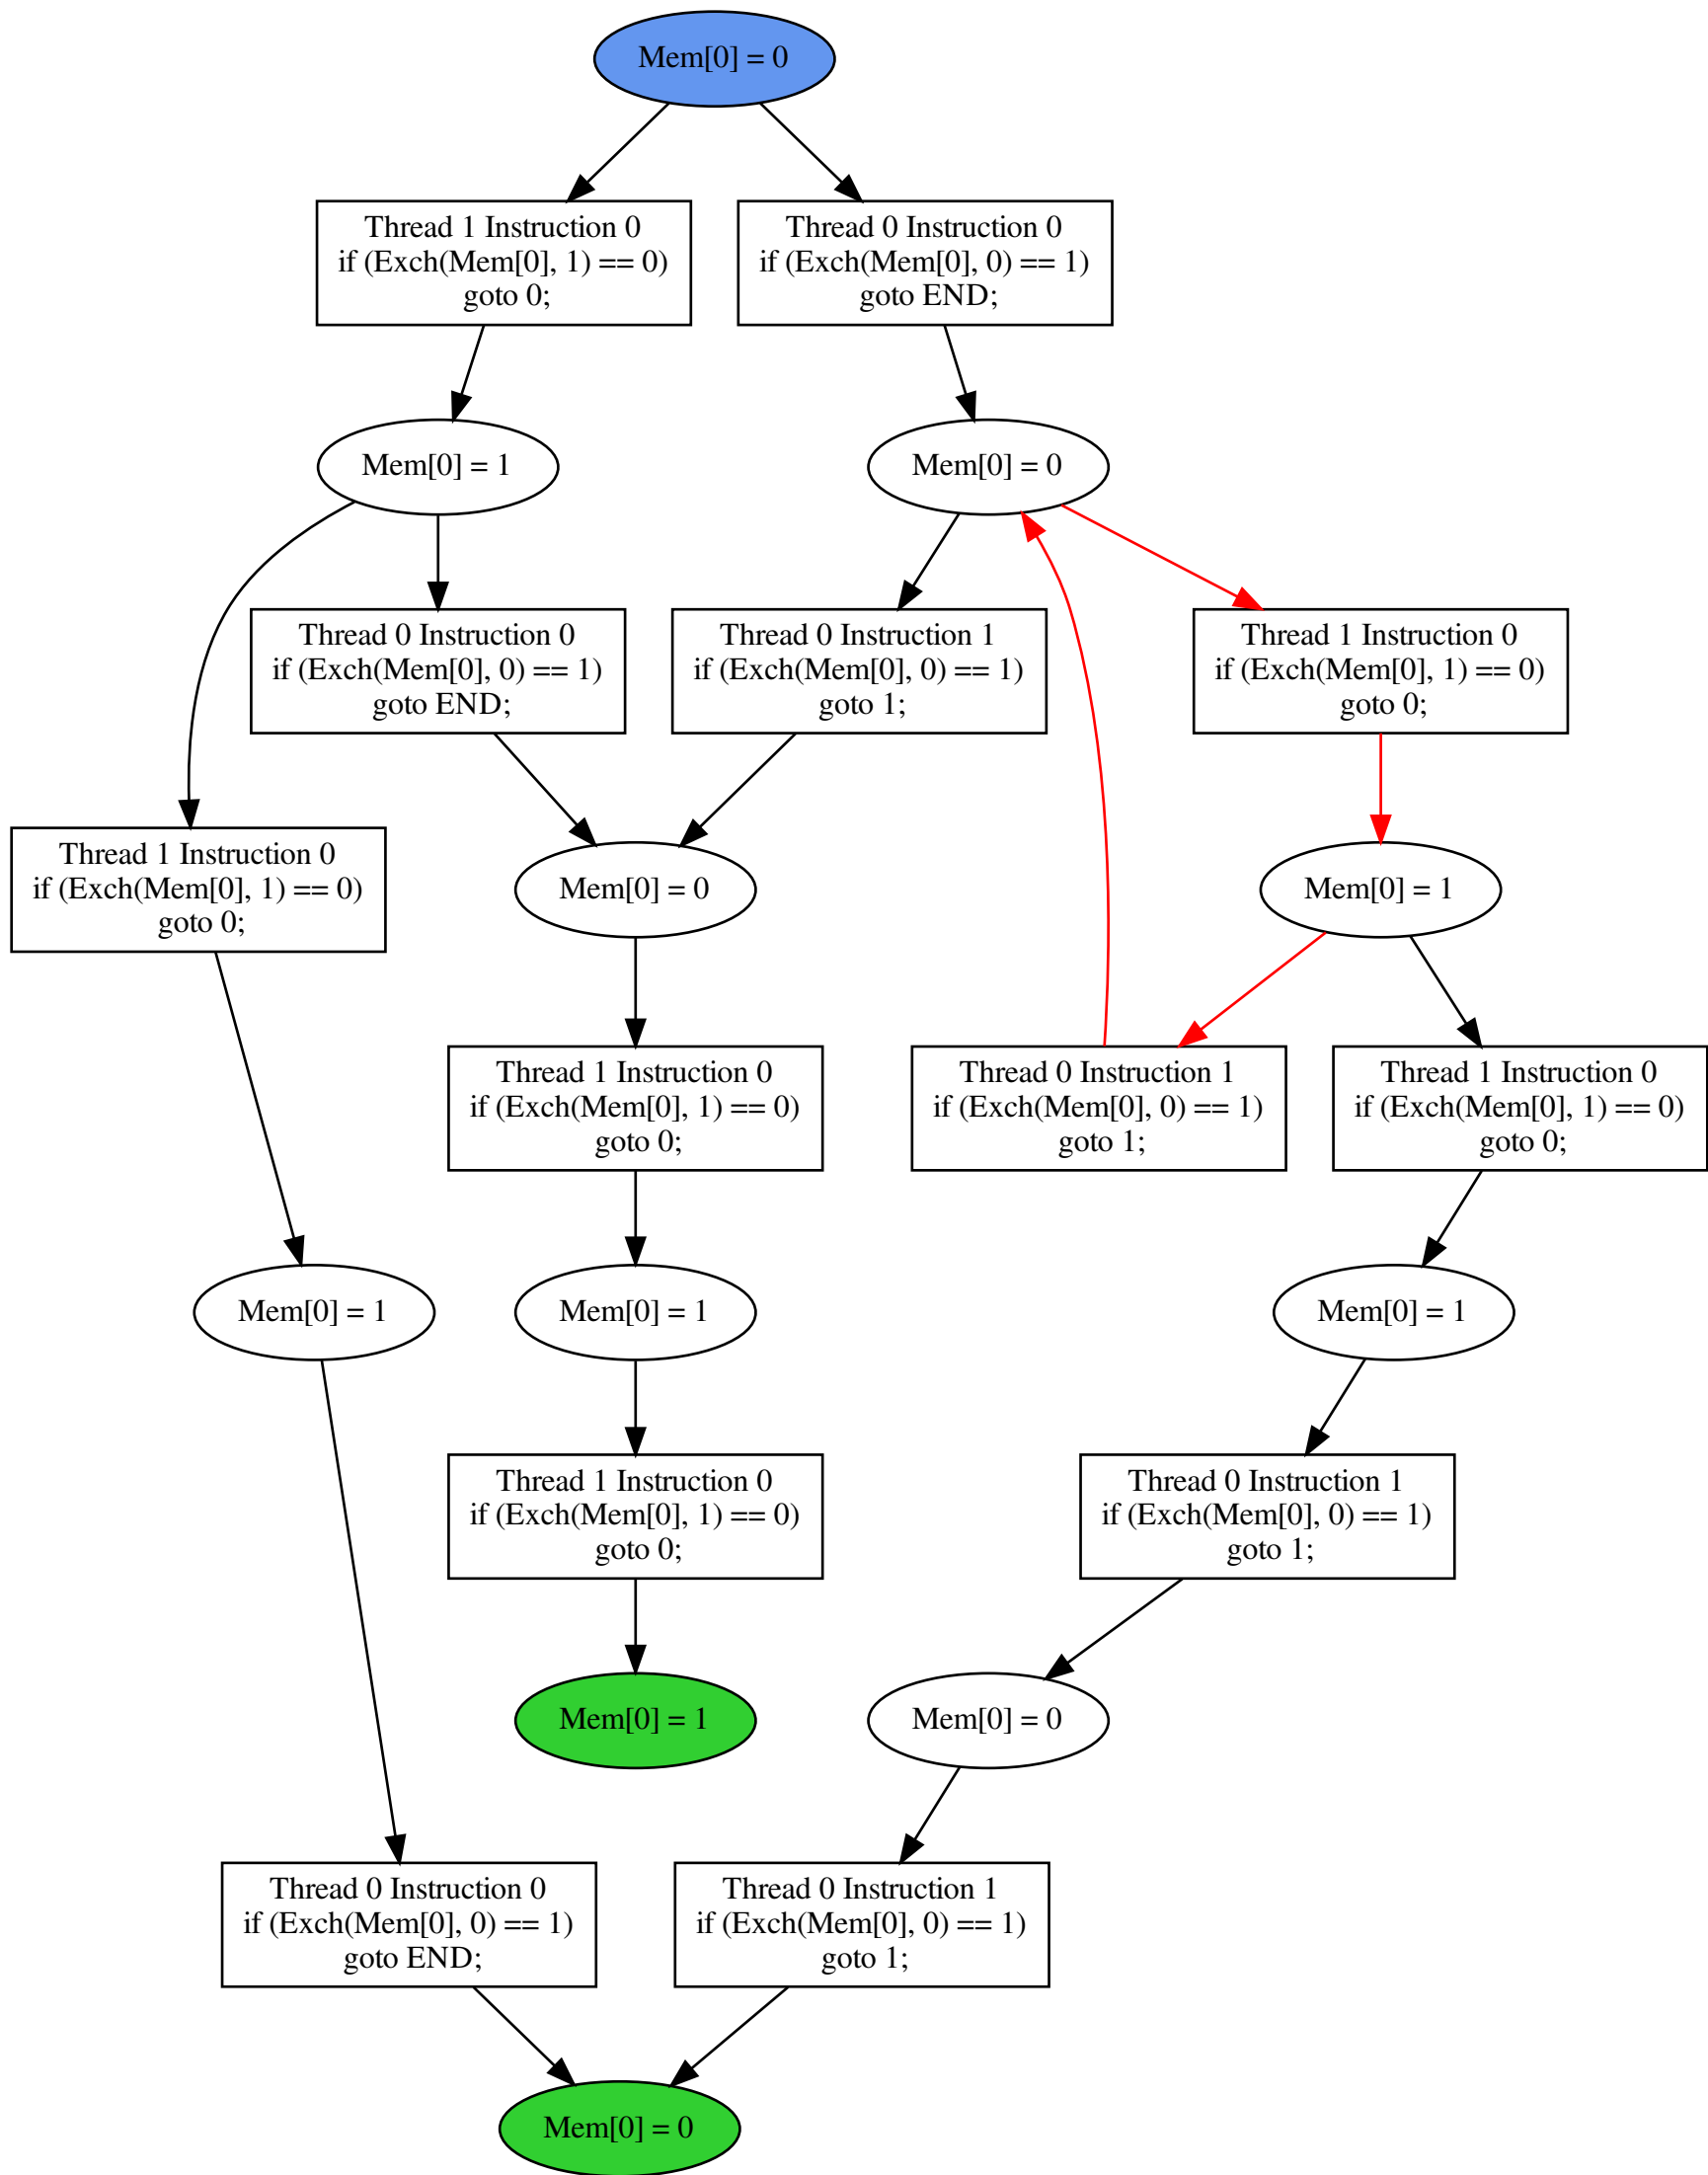 Mem[0] = 0
Thread 1 Instruction 0
if (Exch(Mem[0], 1) == 0)
goto 0;
Thread 0 Instruction 0
if (Exch(Mem[0], 0) == 1)
goto END;
Mem[0] = 1
Mem[0] = 0
Thread 0 Instruction 0
if (Exch(Mem[0], 0) == 1)
goto END;
Thread 0 Instruction 1
if (Exch(Mem[0], 0) == 1)
goto 1;
Thread 1 Instruction 0
if (Exch(Mem[0], 1) == 0)
goto 0;
Thread 1 Instruction 0
if (Exch(Mem[0], 1) == 0)
goto 0;
Mem[0] = 0
Mem[0] = 1
Thread 1 Instruction 0
if (Exch(Mem[0], 1) == 0)
goto 0;
Thread 0 Instruction 1
if (Exch(Mem[0], 0) == 1)
goto 1;
Thread 1 Instruction 0
if (Exch(Mem[0], 1) == 0)
goto 0;
Mem[0] = 1
Mem[0] = 1
Mem[0] = 1
Thread 1 Instruction 0
if (Exch(Mem[0], 1) == 0)
goto 0;
Thread 0 Instruction 1
if (Exch(Mem[0], 0) == 1)
goto 1;
Mem[0] = 1
Mem[0] = 0
Thread 0 Instruction 0
if (Exch(Mem[0], 0) == 1)
goto END;
Thread 0 Instruction 1
if (Exch(Mem[0], 0) == 1)
goto 1;
Mem[0] = 0